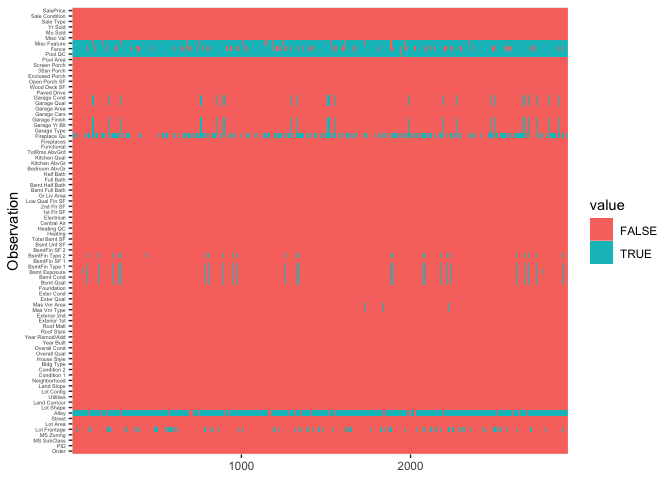 SalePrice
Sale Condition
Sale Type
Yr Sold
Mo Sold
Misc Val
Misc Feature
Fence
Pool QC
Pool Area
Screen Porch
3Ssn Porch
Enclosed Porch
Open Porch SF
Wood Deck SF
Paved Drive
Garage Cond
Garage Qual
Garage Area
Garage Cars
Garage Finish
Garage Yr Blt
Garage Type
Fireplace Qu
Fireplaces
Functional
TotRms AbvGrd
Kitchen Qual
Kitchen AbvGr
Bedroom AbvGr
Half Bath
Full Bath
Bsmt Half Bath
Bsmt Full Bath
Gr Liv Area
Low Qual Fin SF
2nd Flr SF
1st Flr SF
Electrical
Central Air
Heating QC
Heating
Total Bsmt SF
Bsmt Unf SF
BsmtFin SF 2
BsmtFin Type 2
BsmtFin SF 1
BsmtFin Type 1
Bsmt Exposure
Bsmt Cond
Bsmt Qual
Foundation
Exter Cond
Exter Qual
Mas Vnr Area
Mas Vnr Type
Exterior 2nd
Exterior 1st
Roof Matl
Roof Style
Year Remod/Add
Year Built
Overall Cond
Overall Qual
House Style
Bldg Type
Condition 2
Condition 1
Neighborhood
Land Slope
Lot Config
Utilities
Land Contour
Lot Shape
Alley
Street
Lot Area
Lot Frontage
MS Zoning
MS SubClass
PID
Order
Observation
1000
2000
value
FALSE
TRUE